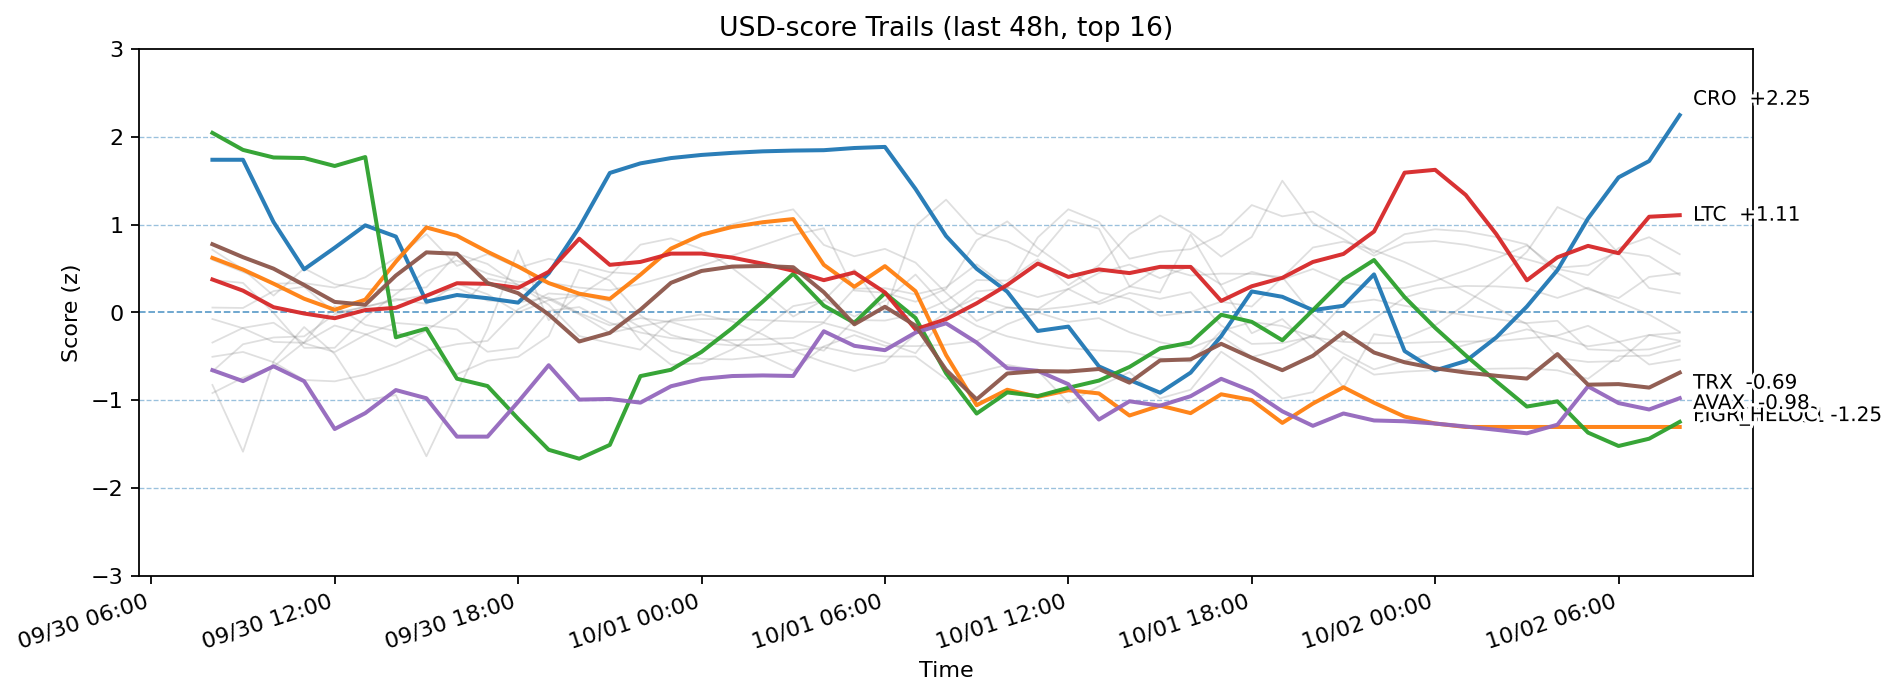 USD-score Trails (last 48h, top 16)
Score (z)
3
2
1
0
−1
−2
−3
CRO +2.25
LTC +1.11
TRX -0.69
AVAX -0.98
-1.25
09/30 06:00
09/30 12:00
09/30 18:00
10/01 00:00
10/01 06:00
10/01 12:00
10/01 18:00
10/02 00:00
10/02 06:00
Time